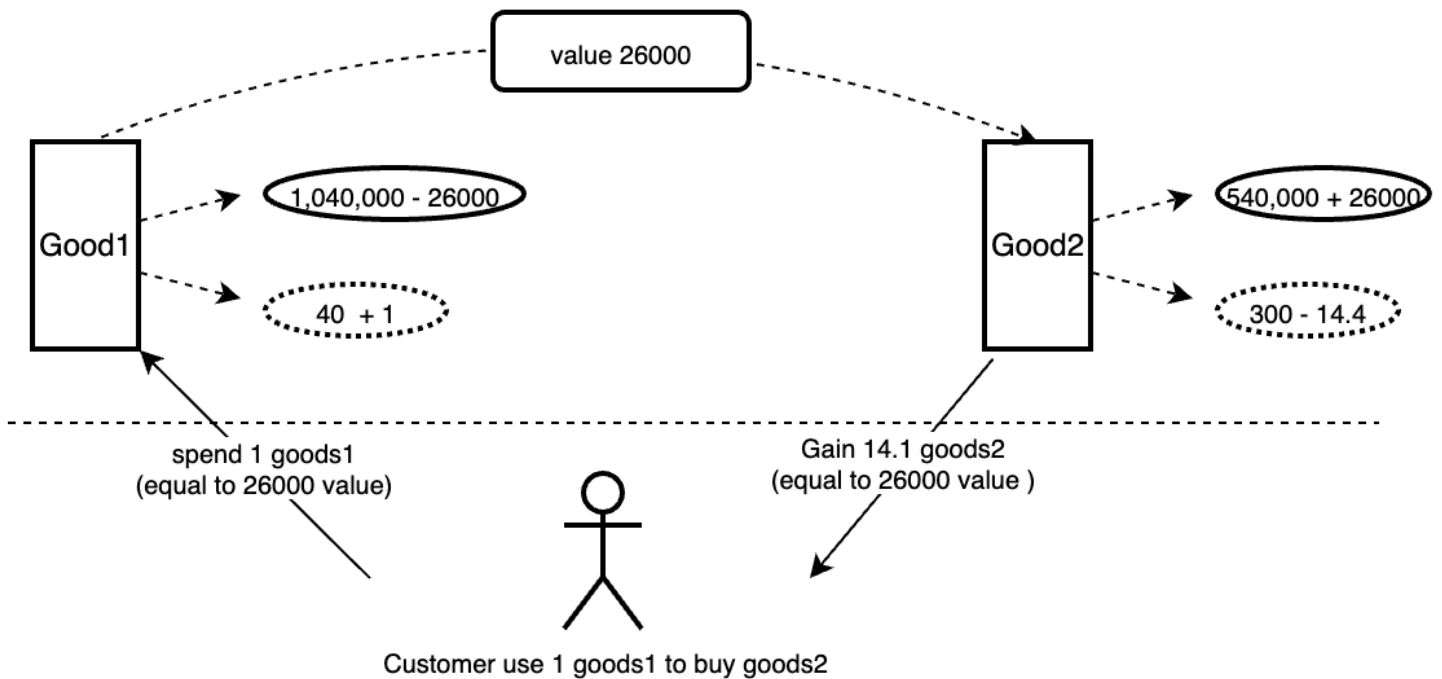 value 26000
Good1
1,040,000 - 26000
40 + 1
Good2
540,000 + 26000
300 - 14.4
spend 1 goods1
(equal to 26000 value)
Gain 14.1 goods2
(equal to 26000 value )
Customer use 1 goods1 to buy goods2